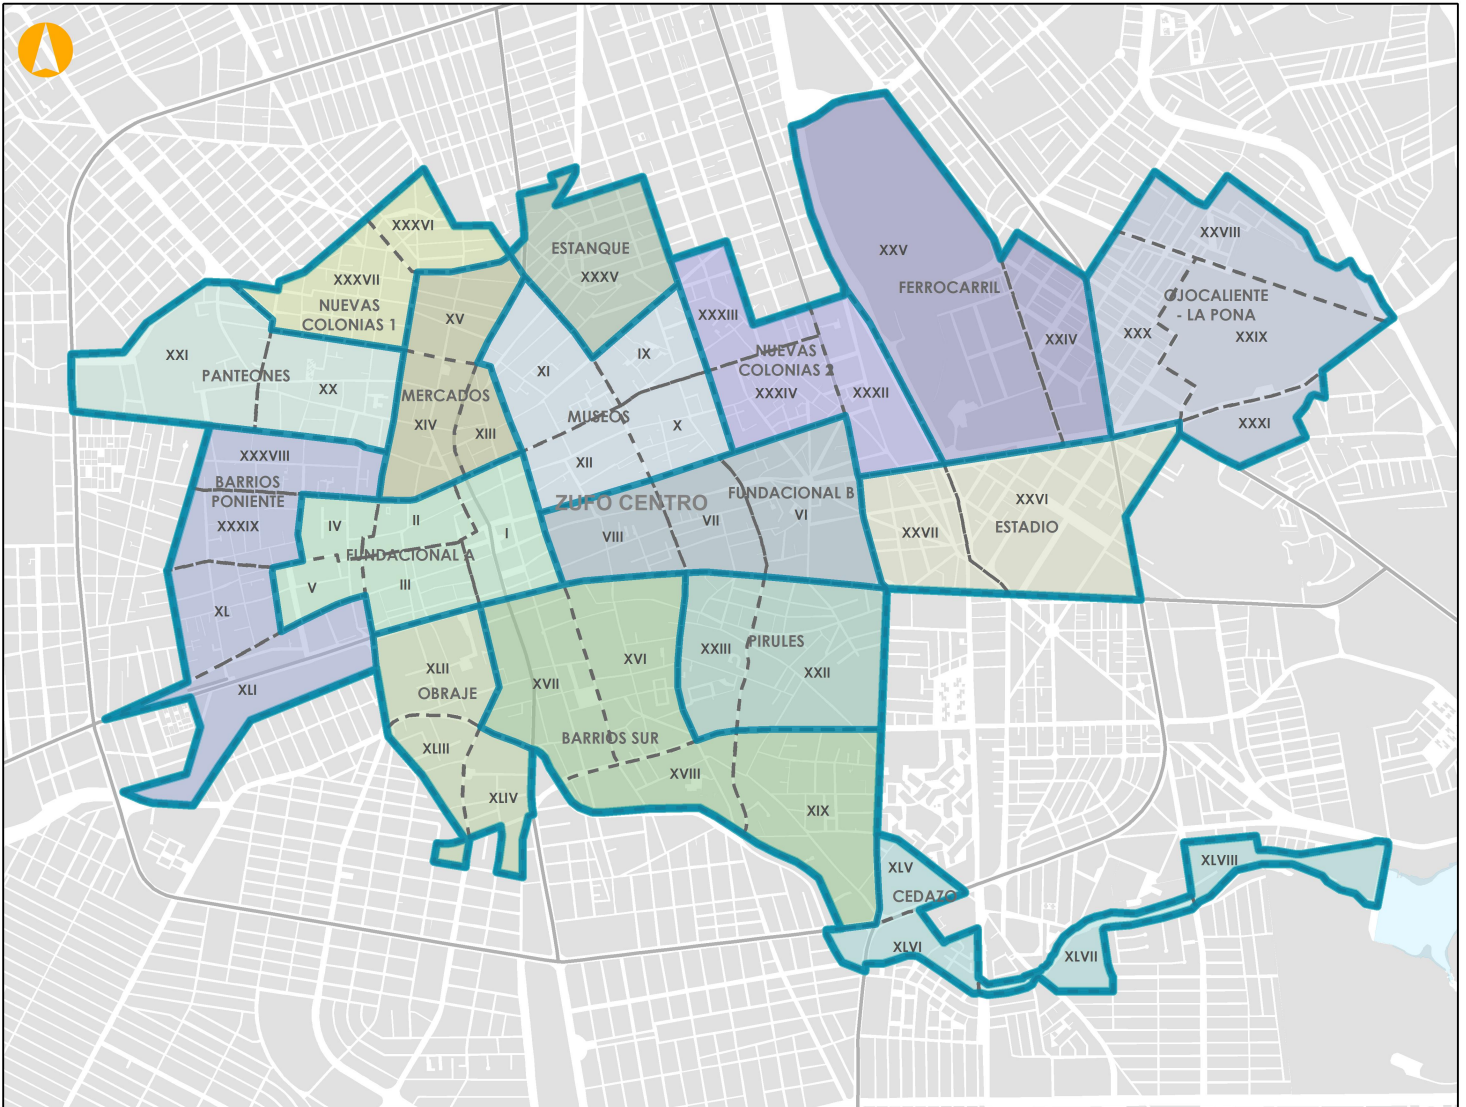 XXXVI
XXVIII
ESTANQUE
XXV
XXXVII
XXXV
FERROCARRIL
OJOCALIENTE
- LA PONA
NUEVAS
COLONIAS 1
XV
XXXIII
XXX
XXIX
XXIV
XXI
IX
NUEVAS
COLONIAS 2
PANTEONES
XI
XX
MERCADOS
XXXIV
XXXII
MUSEOS
XIV
XIII
X
XXXI
XXXVIII
XII
BARRIOS
PONIENTE
ZUFO CENTRO
FUNDACIONAL B
VI
XXVI
ESTADIO
XXXIX
IV
II
I
VIII
VII
XXVII
FUNDACIONAL A
V
III
XL
XLII
XVI
XXIII
PIRULES
XXII
XLI
OBRAJE
XVII
XLIII
BARRIOS SUR
XVIII
XLIV
XIX
XLV
XLVIII
CEDAZO
XLVI
XLVII